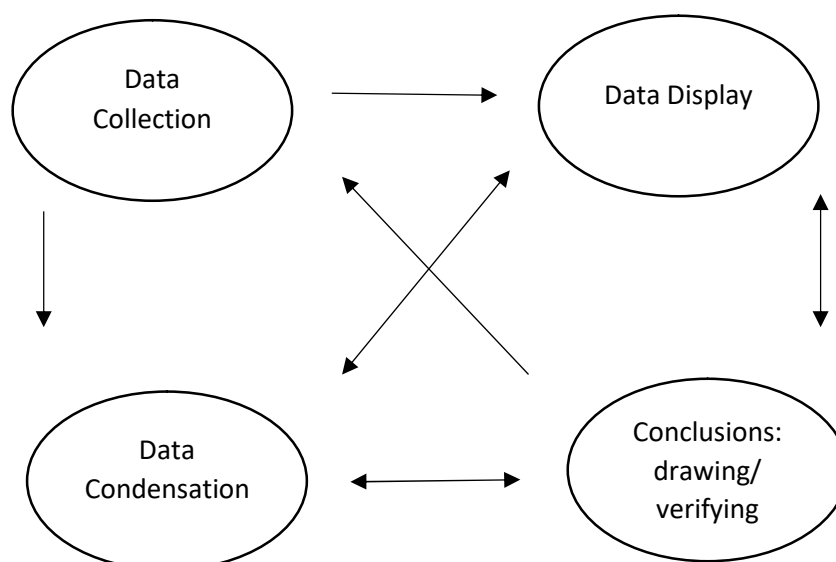 Data
Collection
Data Display
Data
Condensation
Conclusions:
drawing/
verifying